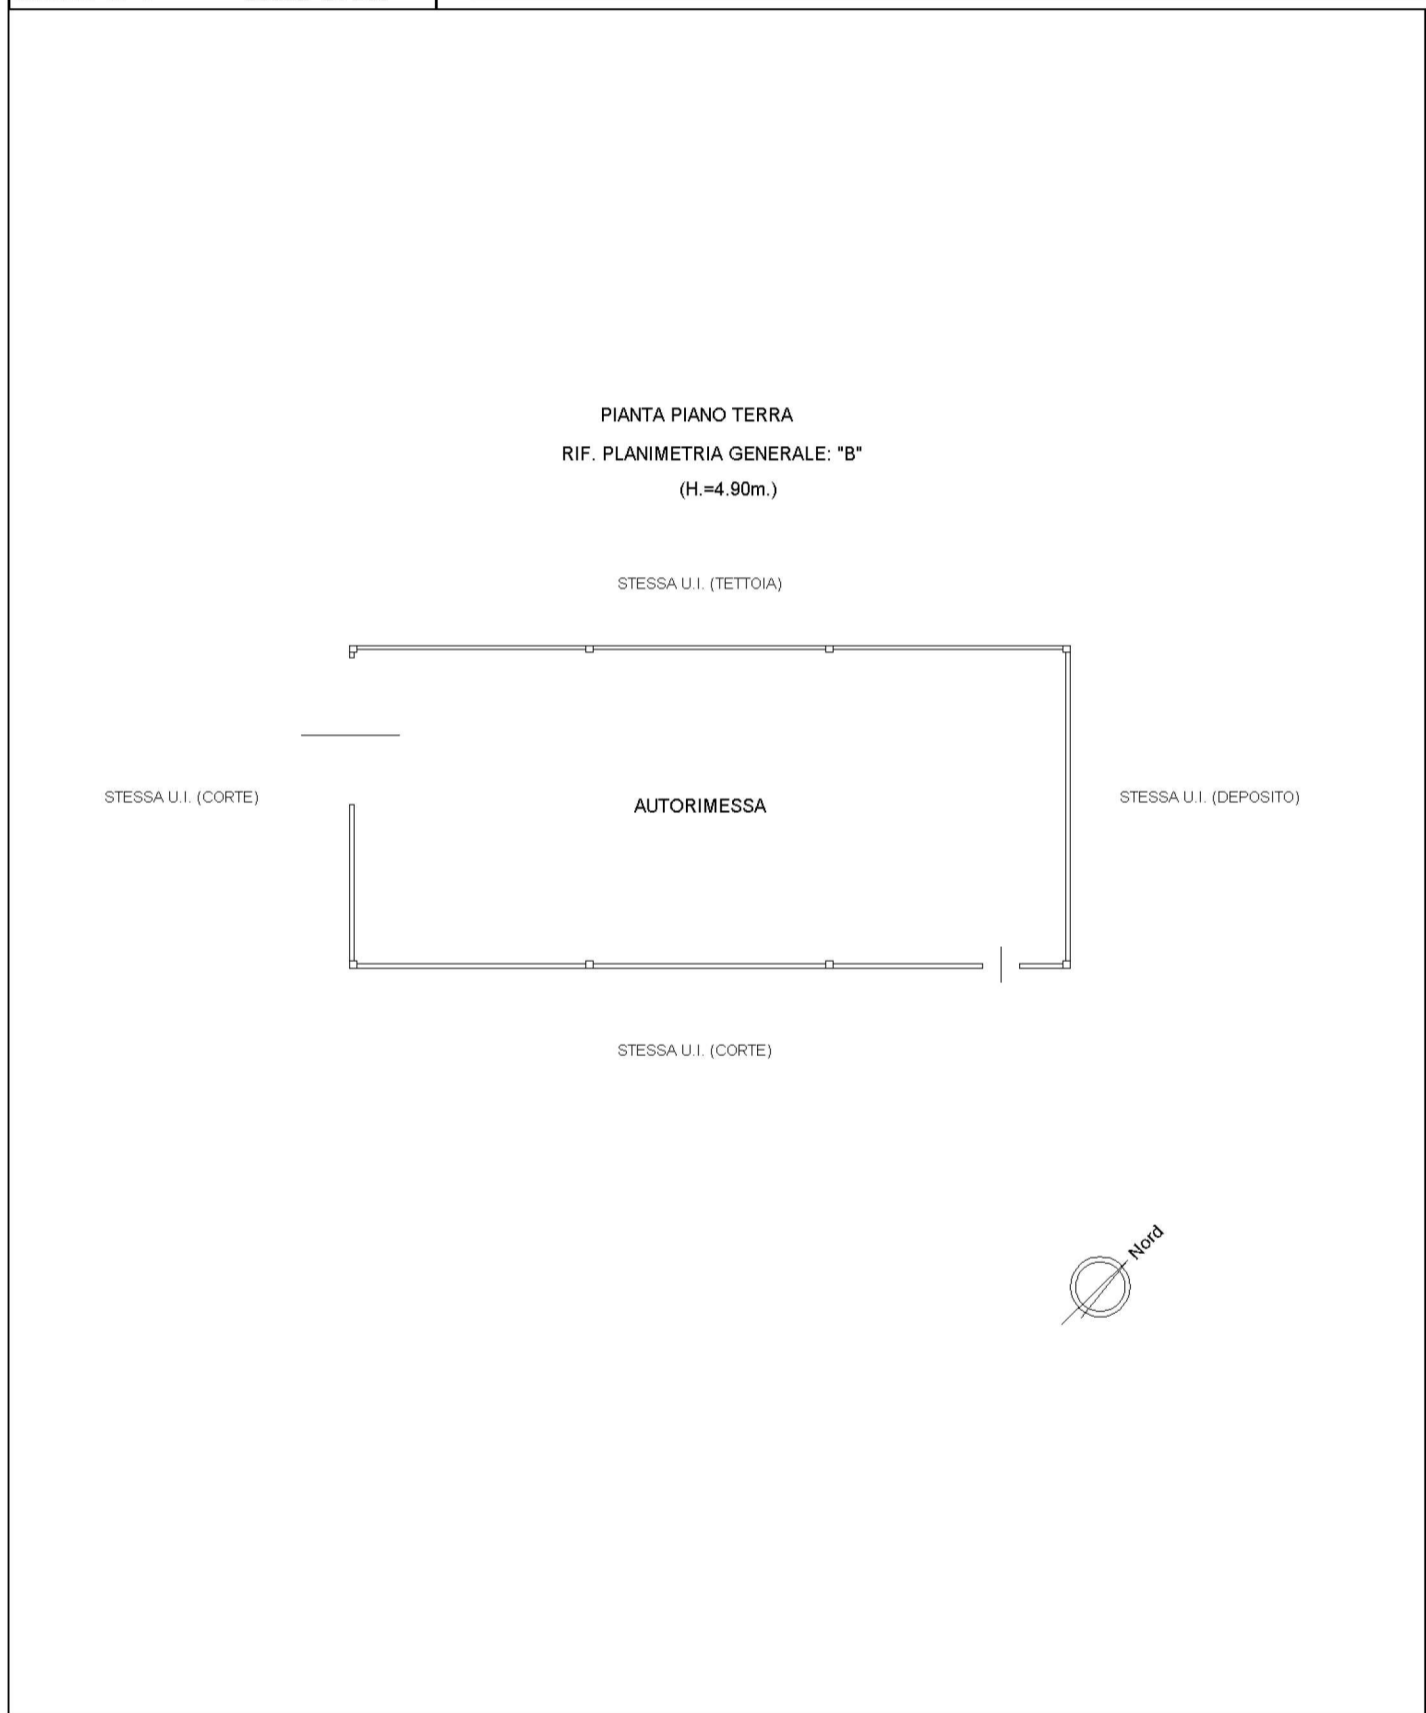 PIANTA PIANO TERRA
RIF. PLANIMETRIA GENERALE: "B"
(H.=4.90m.)
STESSA U.I. (TETTOIA)
STESSA U.I. (CORTE)
AUTORIMESSA
STESSA U.I. (DEPOSITO)
STESSA U.I. (CORTE)
Nord